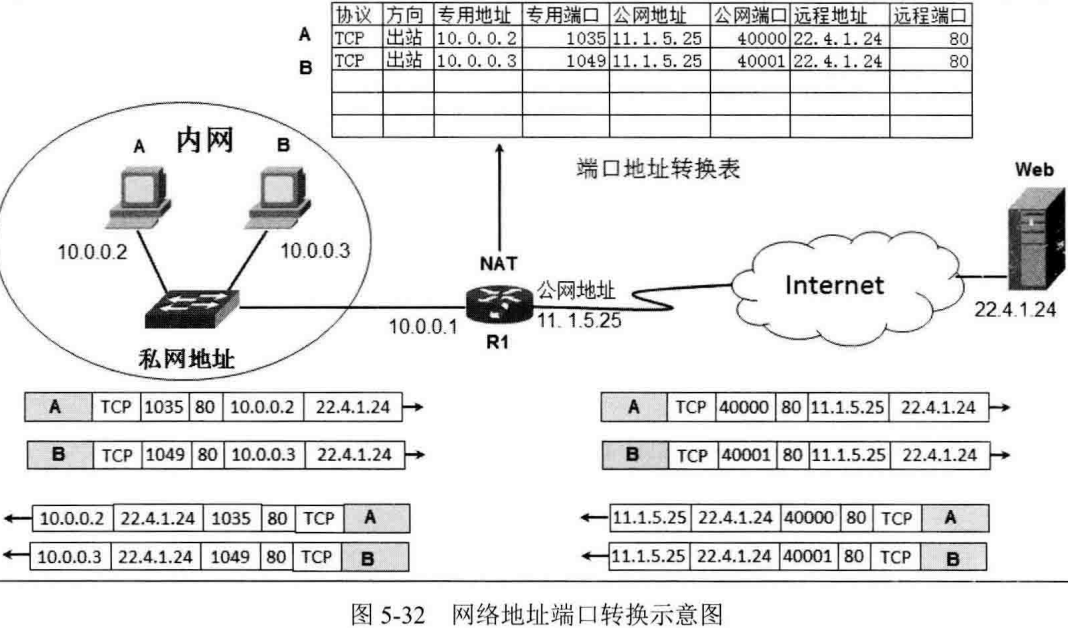 协议 方向 专用地址 专用端口 公网地址 公网端口 远程地址 远程端口
A TCP 出站 10.0.0.2 1035 11.1.5.25 40000 22.4.1.24 80
B TCP 出站 10.0.0.3 1049 11.1.5.25 40001 22.4.1.24 80
端口地址转换表
内网
A
B
10.0.0.2
10.0.0.3
私网地址
10.0.0.1
NAT
R1
公网地址
11. 1.5.25
Internet
Web
22.4.1.24
A TCP 1035 80 10.0.0.2 22.4.1.24
B TCP 1049 80 10.0.0.3 22.4.1.24
10.0.0.2 22.4.1.24 1035 80 TCP A
10.0.0.3 22.4.1.24 1049 80 TCP B
A TCP 40000 80 11.1.5.25 22.4.1.24
B TCP 40001 80 11.1.5.25 22.4.1.24
11.1.5.25 22.4.1.24 40000 80 TCP A
11.1.5.25 22.4.1.24 40001 80 TCP B
图 5-32 网络地址端口转换示意图